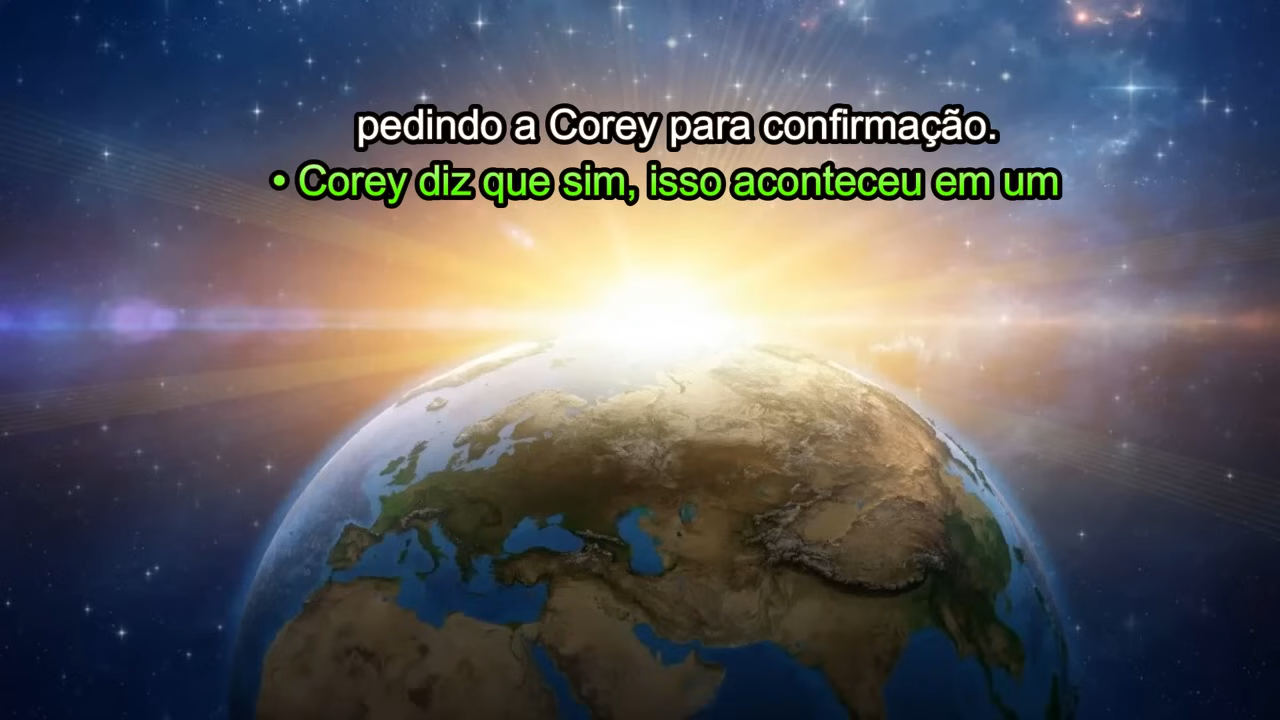 pedindo a Corey para confirmação.
• Corey diz que sim, isso aconteceu em um